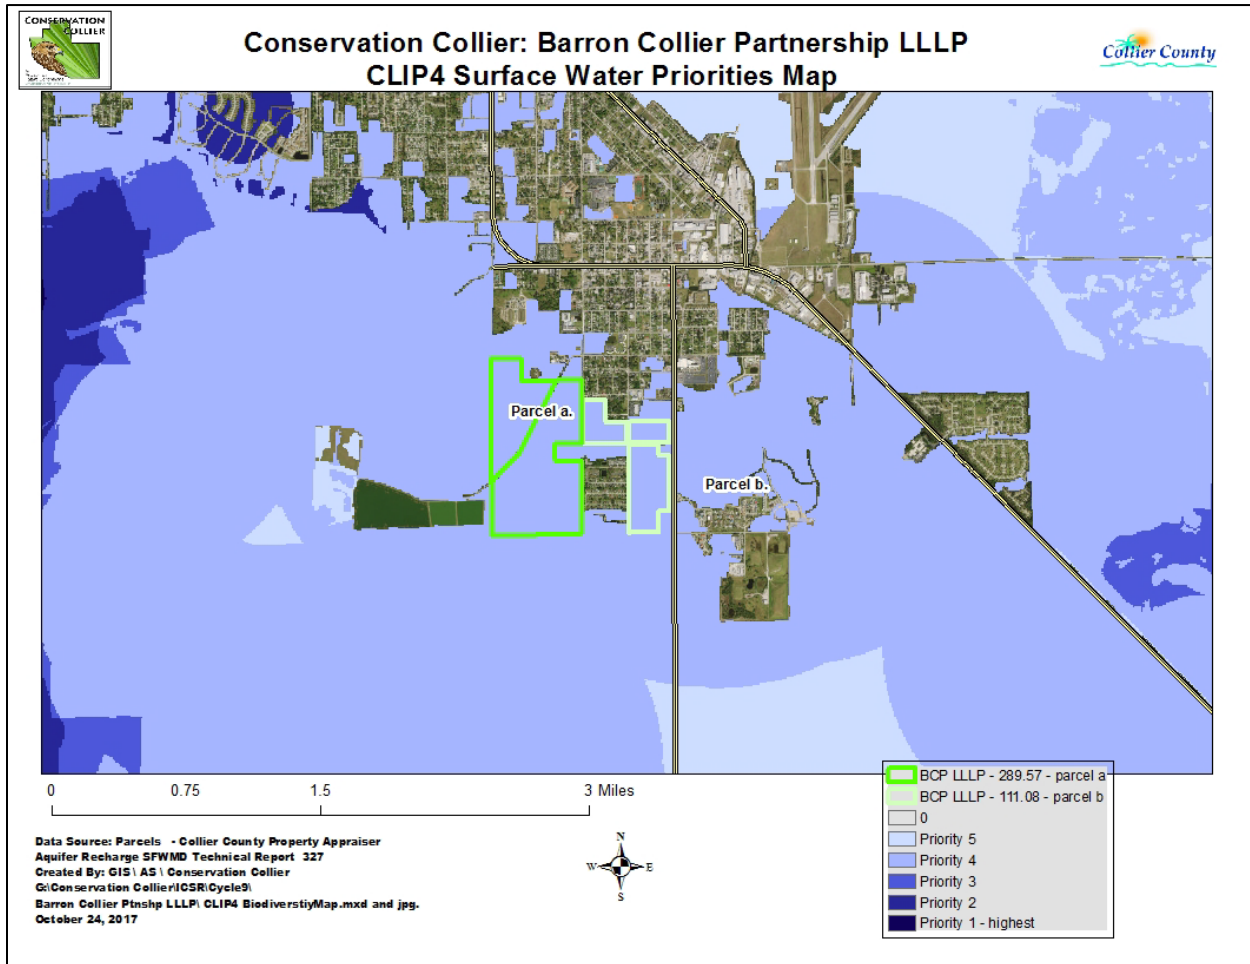 CONSERVATION
COLLIER
Conservation Collier: Barron Collier Partnership LLLP
CLIP4 Surface Water Priorities Map
Collier County
Parcel a.
Parcel b.
0 0.75 1.5 3 Miles
BCP LLLP - 289.57 - parcel a
BCP LLLP - 111.08 - parcel b
0
Priority 5
Priority 4
Priority 3
Priority 2
Priority 1 - highest
Data Source: Parcels - Collier County Property Appraiser
Aquifer Recharge SFWMD Technical Report 327
Created By: GIS \ AS \ Conservation Collier
G:\Conservation Collier\ICSR\Cycle9\
Barron Collier Ptnshp LLLP\ CLIP4 BiodiverstiyMap.mxd and jpg.
October 24, 2017
N
W E
S